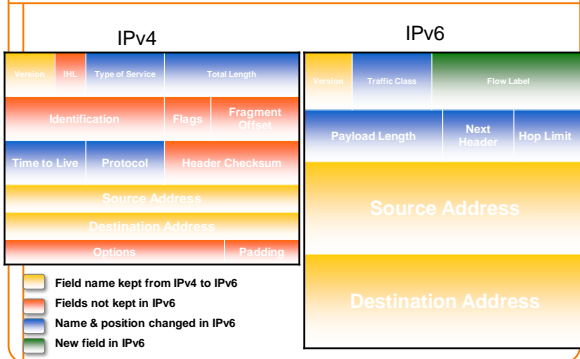 IPv4
Version IHL Type of Service Total Length
Identification Flags Fragment
Offset
Time to Live Protocol Header Checksum
Source Address
Destination Address
Options Padding
IPv6
Version Traffic Class Flow Label
Payload Length Next
Header Hop Limit
Source Address
Destination Address
Field name kept from IPv4 to IPv6
Fields not kept in IPv6
Name & position changed in IPv6
New field in IPv6